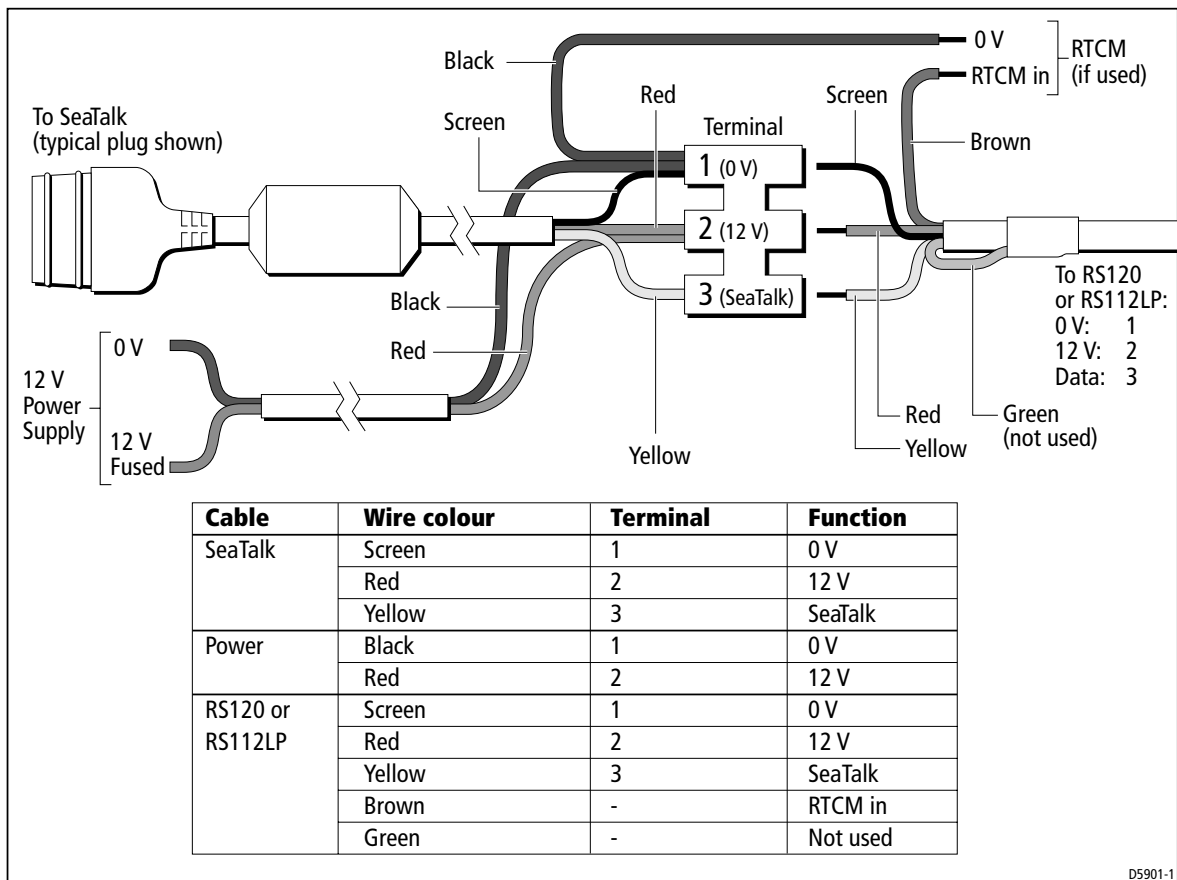 Black
0 V
RTCM in
RTCM
(if used)
Red
Screen
Screen
Terminal
Brown
To SeaTalk
(typical plug shown)
1 (0 V)
2 (12 V)
3 (SeaTalk)
Black
Red
To RS120
or RS112LP:
0 V: 1
12 V: 2
Data: 3
0 V
12 V
Power
Supply
12 V
Fused
Red
Yellow
Green
(not used)
Yellow
Cable Wire colour Terminal Function
SeaTalk Screen 1 0 V
Red 2 12 V
Yellow 3 SeaTalk
Power Black 1 0 V
Red 2 12 V
RS120 or Screen 1 0 V
RS112LP Red 2 12 V
Yellow 3 SeaTalk
Brown - RTCM in
Green - Not used
D5901-1